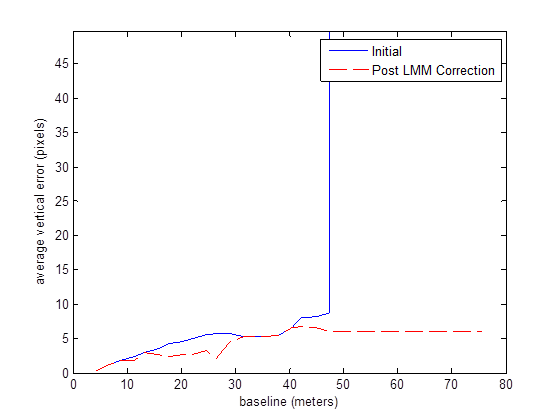 Initial
Post LMM Correction
45
40
35
30
25
20
15
10
5
0
0 10 20 30 40 50 60 70 80
average vertical error (pixels)
baseline (meters)